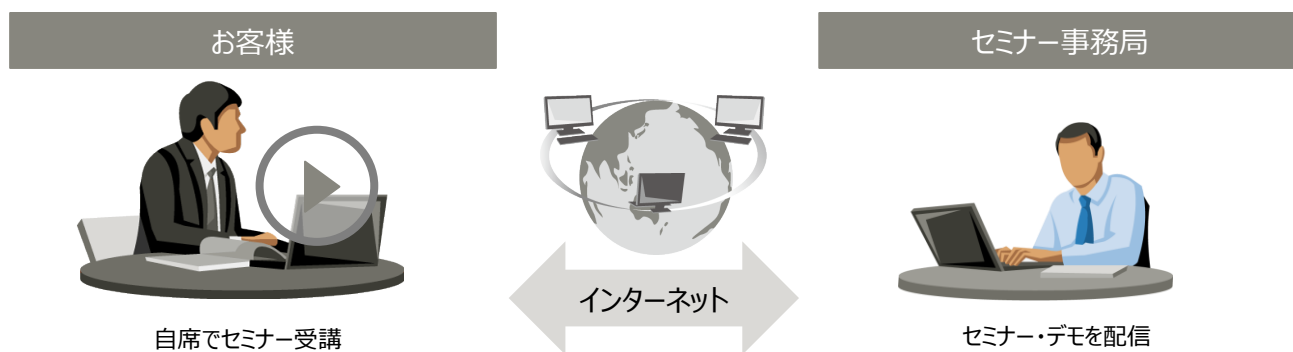 お客様
セミナー事務局
インターネット
自席でセミナー受講
セミナー・デモを配信